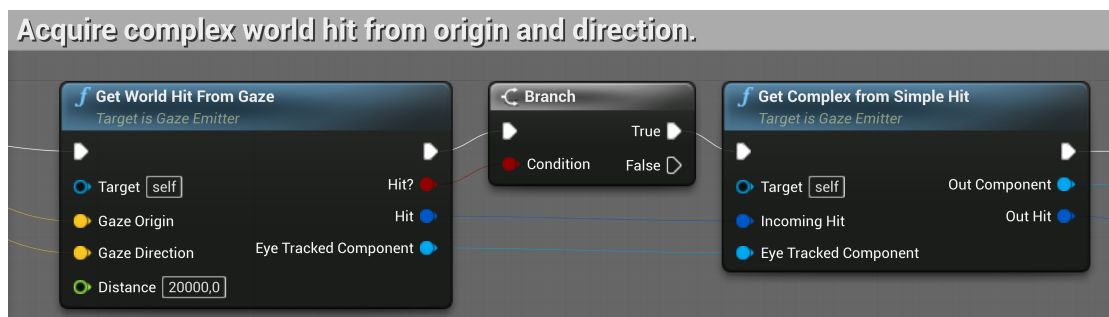 Acquire complex world hit from origin and direction.
Get World Hit From Gaze
Target is Gaze Emitter
Target self
Hit?
Gaze Origin
Hit
Gaze Direction
Eye Tracked Component
Distance 20000,0
Branch
True
Condition
False
Get Complex from Simple Hit
Target is Gaze Emitter
Target self
Out Component
Incoming Hit
Out Hit
Eye Tracked Component